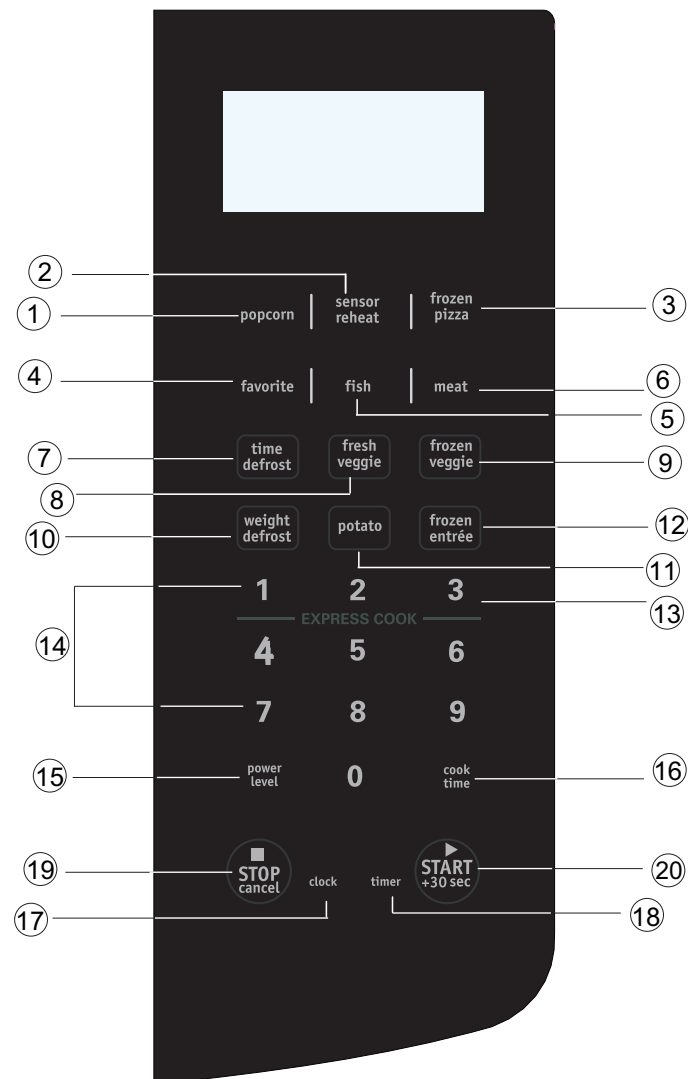 2
1
popcorn
sensor
reheat
frozen
pizza
3
4
favorite
fish
meat
6
5
7
time
defrost
fresh
veggie
frozen
veggie
9
8
10
weight
defrost
potato
frozen
entrée
12
11
1 2 3
13
EXPRESS COOK
14
4 5 6
7 8 9
15
power
level
0
cook
time
16
19
STOP
cancel
clock
timer
START
+30 sec
20
17
18